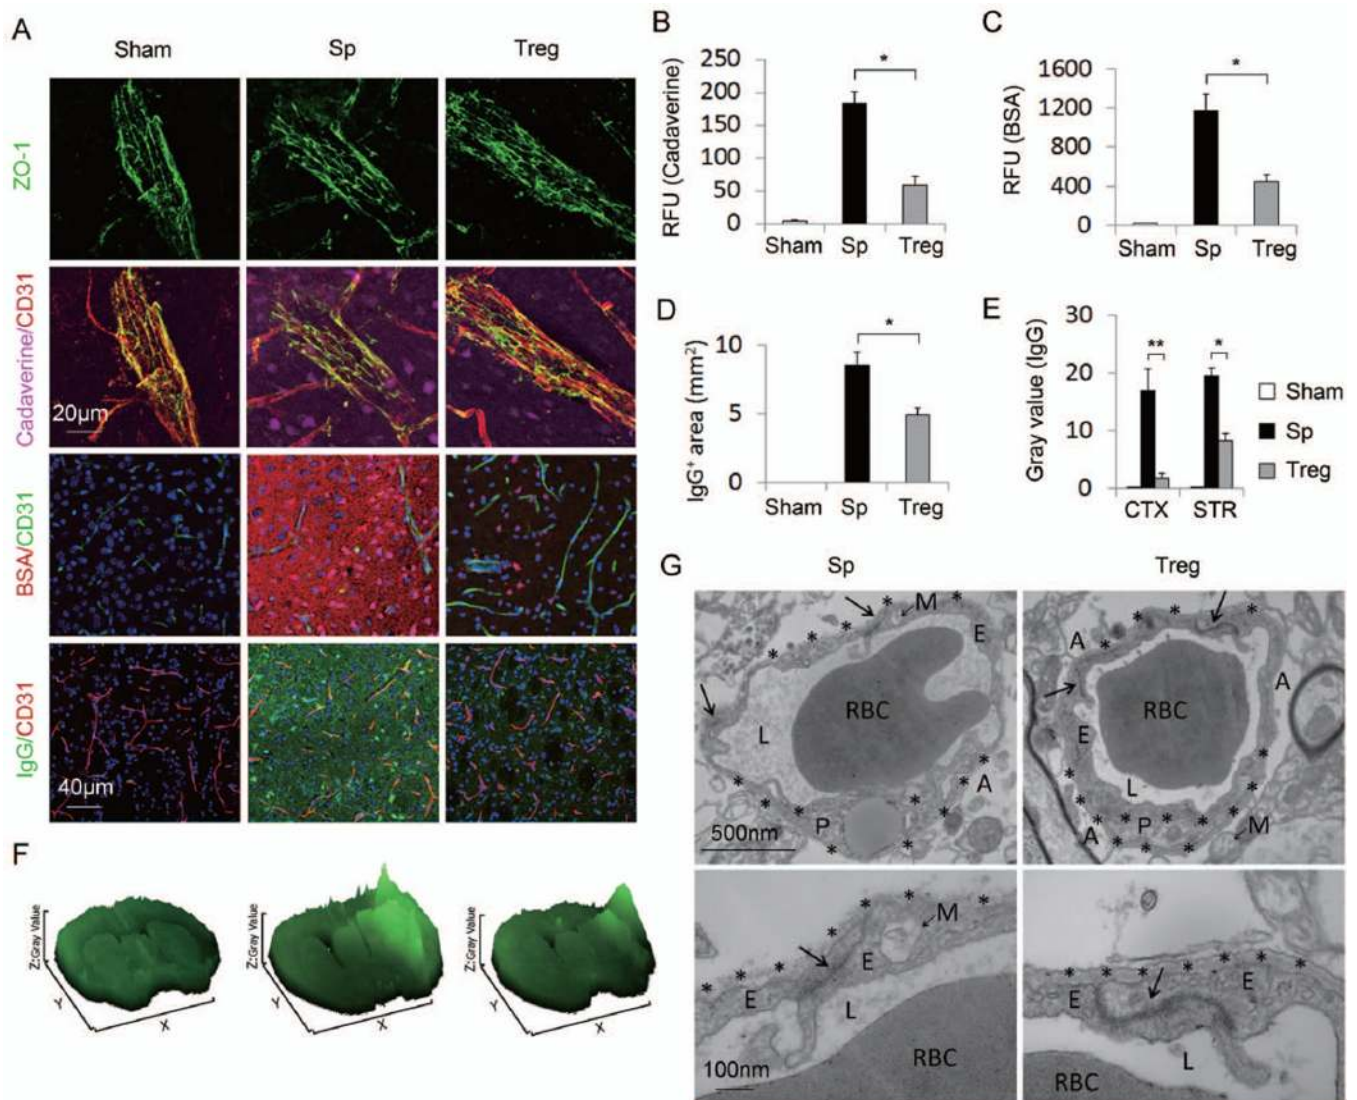 A
Sham Sp Treg
ZO-1
Cadaverine/CD31
20µm
BSA/CD31
IgG/CD31
40µm
B
RFU (Cadaverine)
250
200
150
100
50
0
*
Sham Sp Treg
C
RFU (BSA)
1600
1200
800
400
0
*
Sham Sp Treg
D
IgG⁺ area (mm²)
10
5
0
*
Sham Sp Treg
E
Gray value (IgG)
30
20
10
0
** *
CTX STR
Sham
Sp
Treg
F
Z:Gray Value
Y
X
Z:Gray Value
Y
X
Z:Gray Value
Y
X
G
Sp Treg
* M *
* * *
E
RBC
L
* A
* *
* * * * *
P
* *
500nm
* * *
A * *
A
RBC
E
L
* *
* * * *
* * * *
A P M
* * * *
* * *
* M
*
E
* * *
E
L
RBC
100nm
* * * * * * *
E E
L
RBC